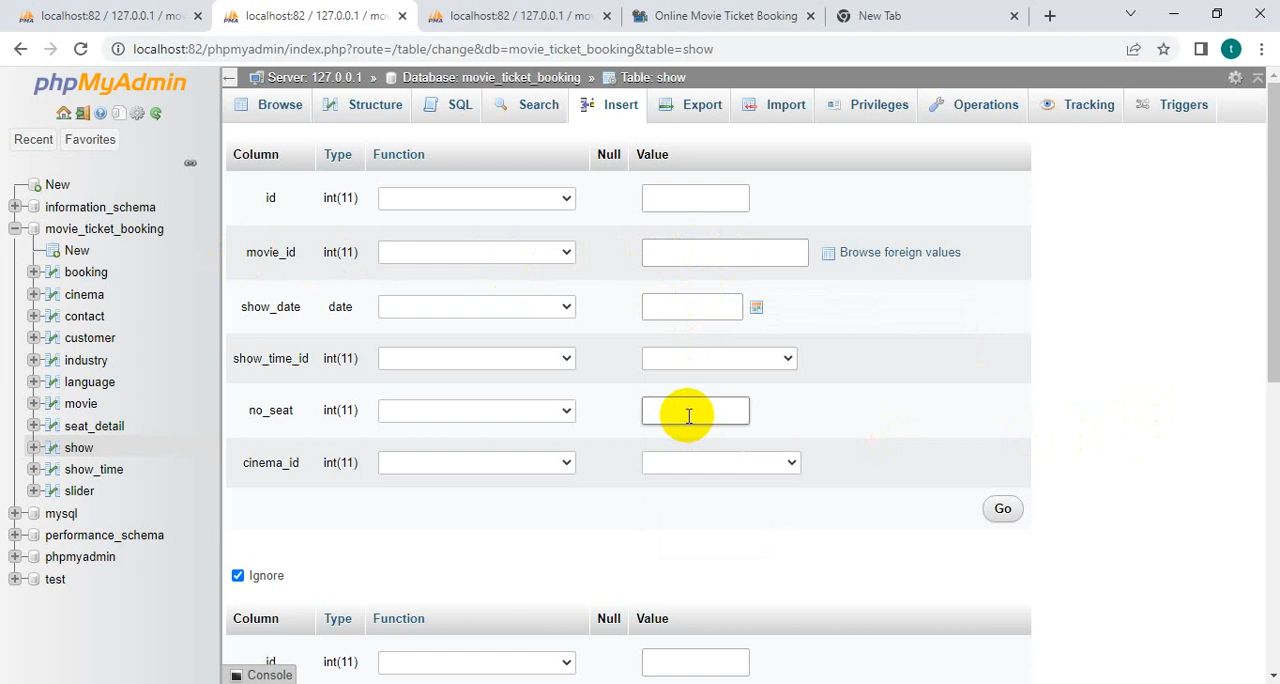 localhost:82 / 127.0.0.1 / mo
localhost:82 / 127.0.0.1 / mo
localhost:82 / 127.0.0.1 / mo
Online Movie Ticket Booking
New Tab
localhost:82/phpmyadmin/index.php?route=/table/change&db=movie_ticket_booking&table=show
t
phpMyAdmin
Recent
Favorites
New
information_schema
movie_ticket_booking
New
booking
cinema
contact
customer
industry
language
movie
seat_detail
show
show_time
slider
mysql
performance_schema
phpmyadmin
test
Server: 127.0.0.1 » Database: movie_ticket_booking » Table: show
Browse Structure SQL Search Insert Export Import Privileges Operations Tracking Triggers
Column Type Function Null Value
id int(11)
movie_id int(11) Browse foreign values
show_date date
show_time_id int(11)
no_seat int(11)
cinema_id int(11)
Go
Ignore
Column Type Function Null Value
id int(11)
Console